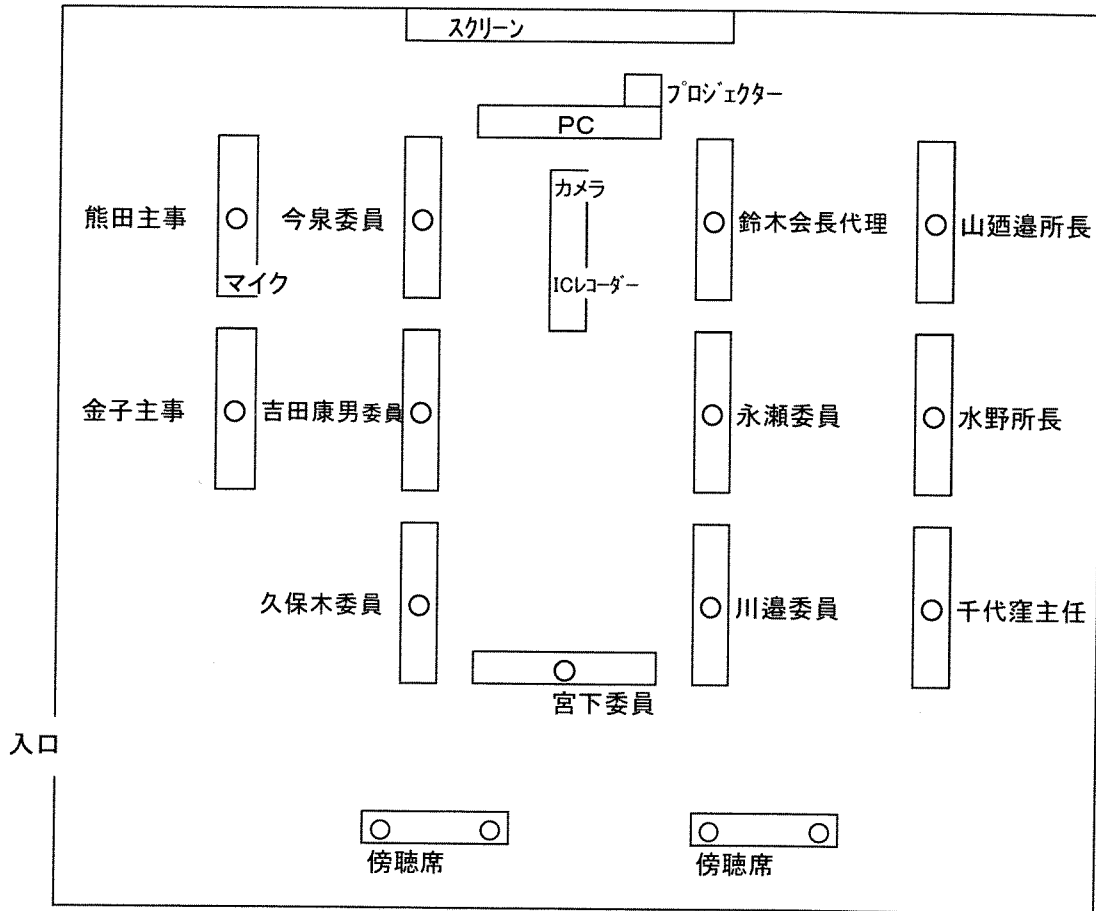 スクリーン
プロジェクター
PC
カメラ
熊田主事
今泉委員
鈴木会長代理
山廼邉所長
マイク
ICレコーダー
金子主事
吉田康男委員
永瀬委員
水野所長
久保木委員
川邉委員
千代窪主任
宮下委員
入口
傍聴席
傍聴席